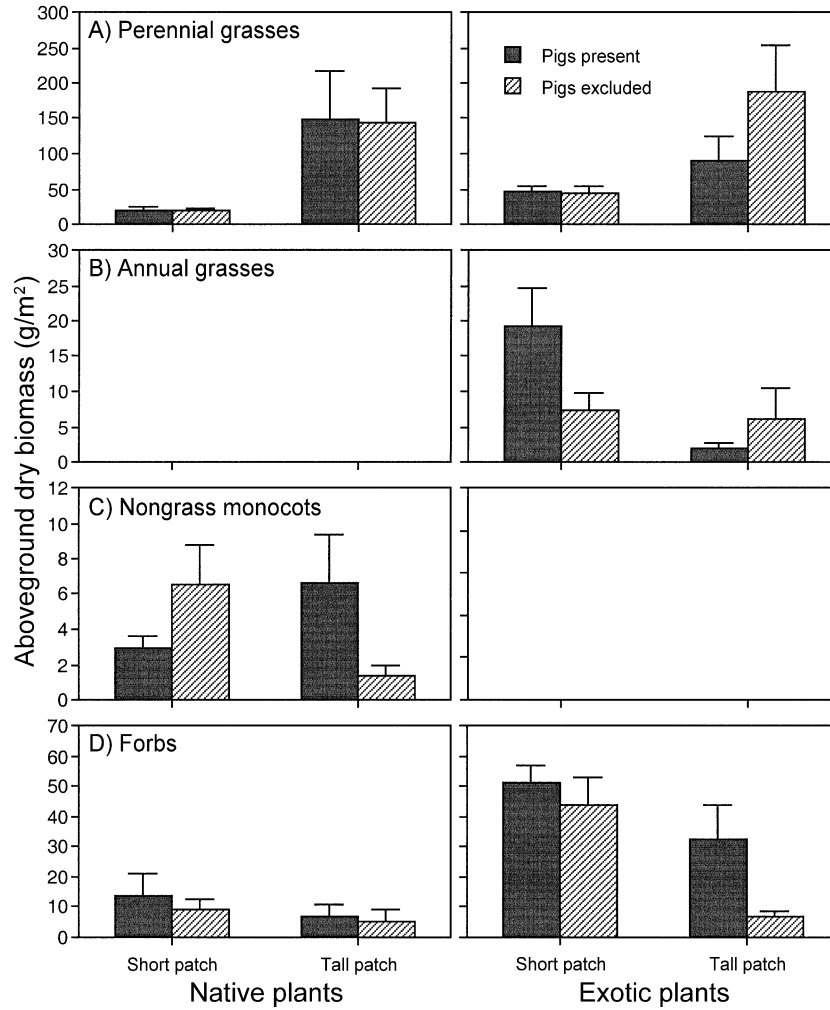 A) Perennial grasses
300
250
200
150
100
50
0
Pigs present
Pigs excluded
B) Annual grasses
30
25
20
15
10
5
0
C) Nongrass monocots
12
10
8
6
4
2
0
D) Forbs
70
60
50
40
30
20
10
0
Aboveground dry biomass (g/m²)
Short patch Tall patch
Native plants
Short patch Tall patch
Exotic plants